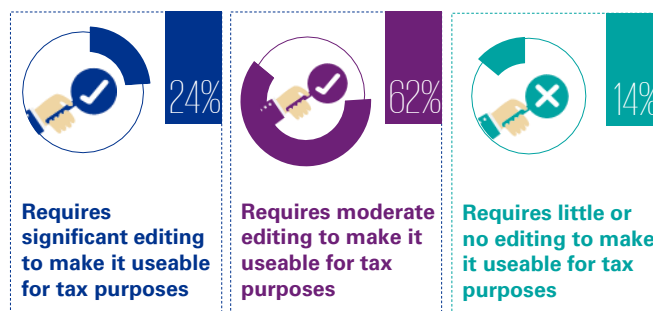 24%
Requires
significant editing
to make it useable
for tax purposes
62%
Requires moderate
editing to make it
useable for tax
purposes
14%
Requires little or
no editing to make
it useable for tax
purposes